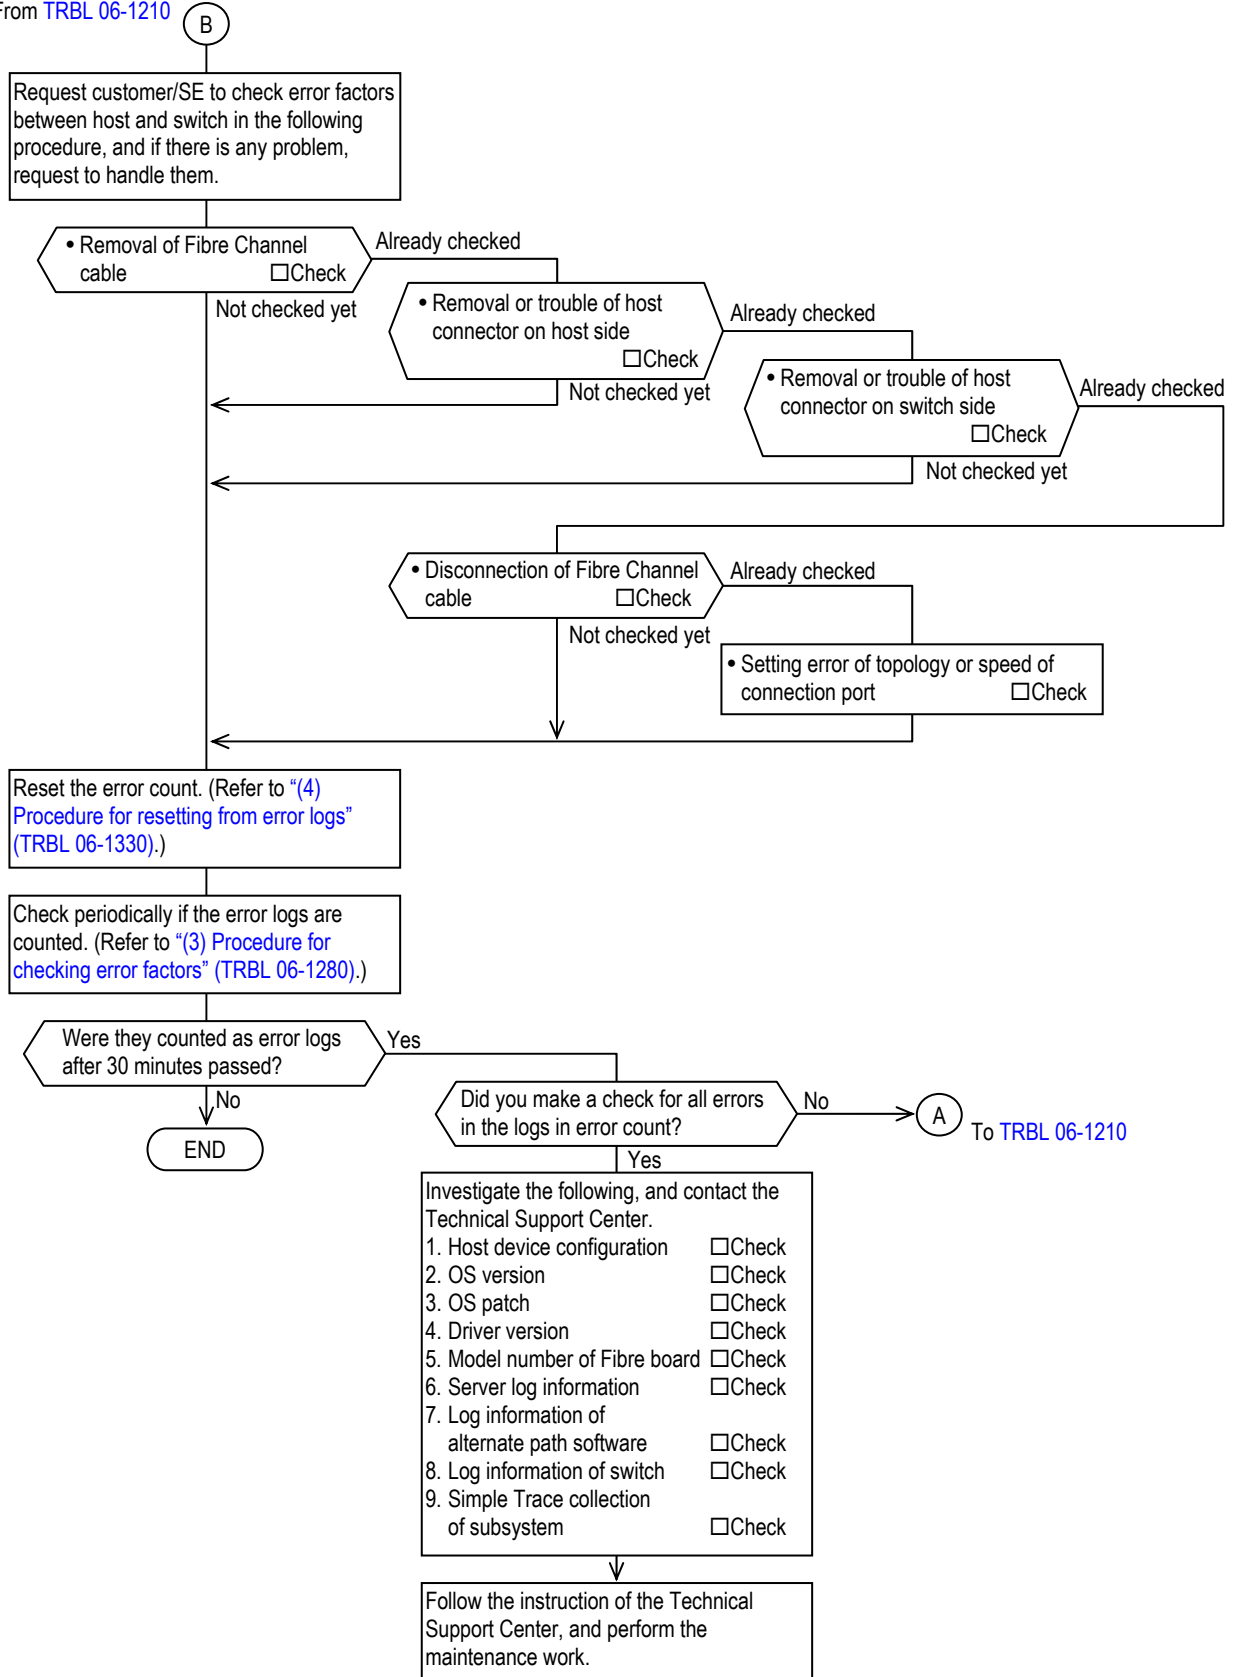 From TRBL 06-1210
B
Request customer/SE to check error factors
between host and switch in the following
procedure, and if there is any problem,
request to handle them.
• Removal of Fibre Channel
cable □Check
Already checked
Not checked yet
• Removal or trouble of host
connector on host side
□Check
Already checked
Not checked yet
• Removal or trouble of host
connector on switch side
□Check
Already checked
Not checked yet
• Disconnection of Fibre Channel
cable □Check
Already checked
Not checked yet
• Setting error of topology or speed of
connection port □Check
Reset the error count. (Refer to “(4)
Procedure for resetting from error logs”
(TRBL 06-1330).)
Check periodically if the error logs are
counted. (Refer to “(3) Procedure for
checking error factors” (TRBL 06-1280).)
Were they counted as error logs
after 30 minutes passed?
Yes
No
END
Did you make a check for all errors
in the logs in error count?
No
A
To TRBL 06-1210
Yes
Investigate the following, and contact the
Technical Support Center.
1. Host device configuration □Check
2. OS version □Check
3. OS patch □Check
4. Driver version □Check
5. Model number of Fibre board □Check
6. Server log information □Check
7. Log information of
alternate path software □Check
8. Log information of switch □Check
9. Simple Trace collection
of subsystem □Check
Follow the instruction of the Technical
Support Center, and perform the
maintenance work.